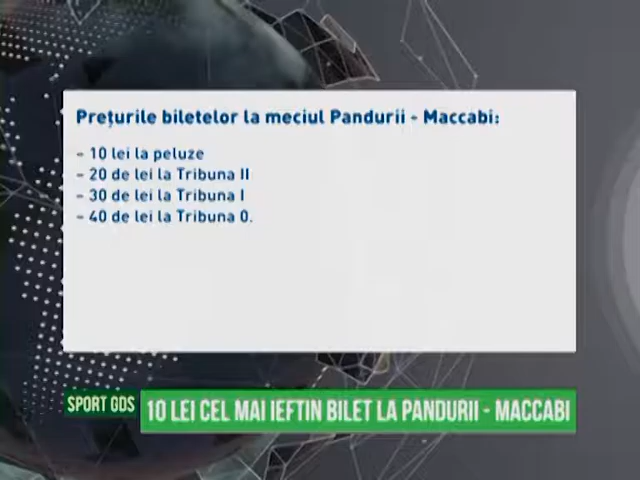 Prețurile biletelor la meciul Pandurii - Maccabi:
- 10 lei la peluze
- 20 de lei la Tribuna II
- 30 de lei la Tribuna I
- 40 de lei la Tribuna 0.
SPORT GDS
10 LEI CEL MAI IEFTIN BILET LA PANDURII - MACCABI